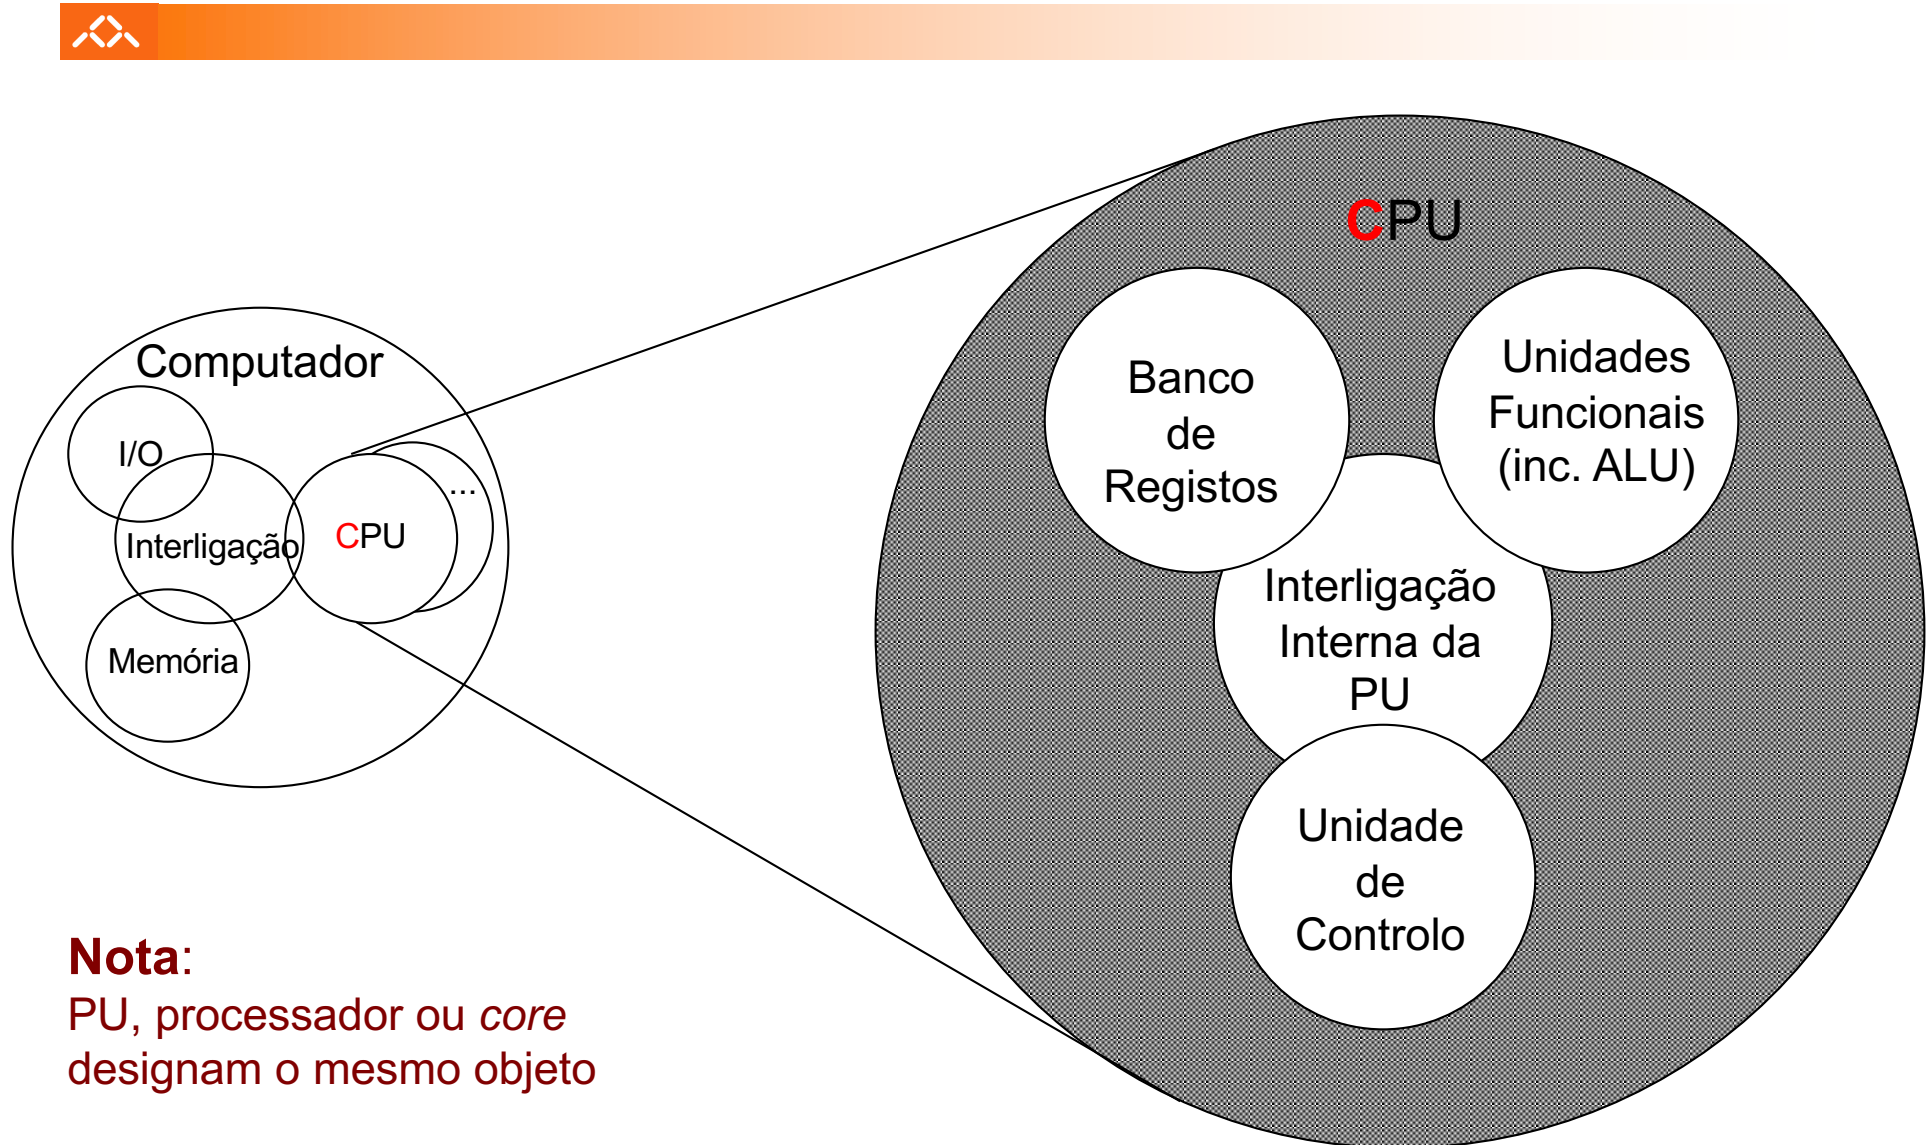 Computador
I/O
Interligação
CPU
...
Memória
CPU
Banco
de
Registos
Unidades
Funcionais
(inc. ALU)
Interligação
Interna da
PU
Unidade
de
Controlo
Nota:
PU, processador ou core
designam o mesmo objeto